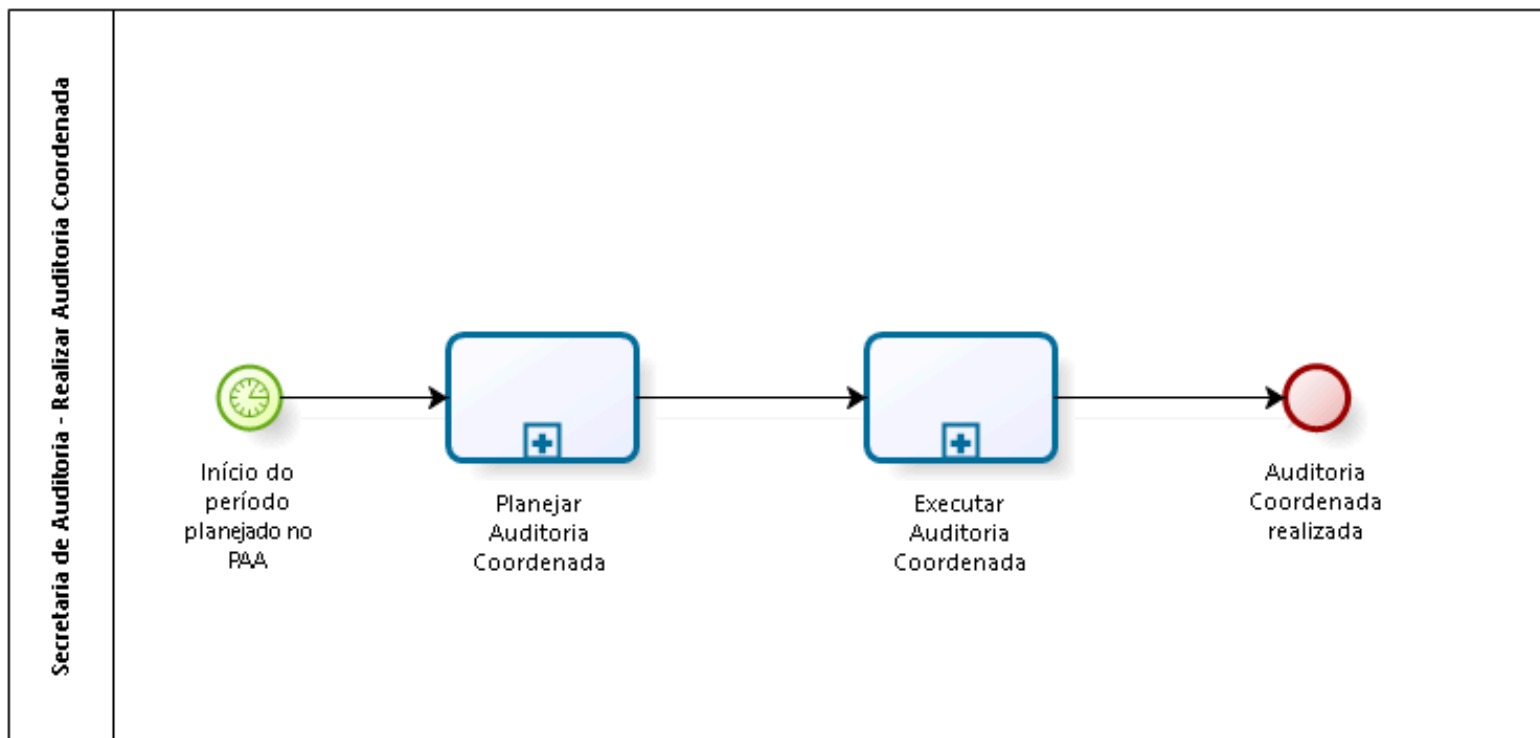 Secretaria de Auditoria - Realizar Auditoria Coordenada
Início do
período
planejado no
PAA
Planejar
Auditoria
Coordenada
Executar
Auditoria
Coordenada
Auditoria
Coordenada
realizada